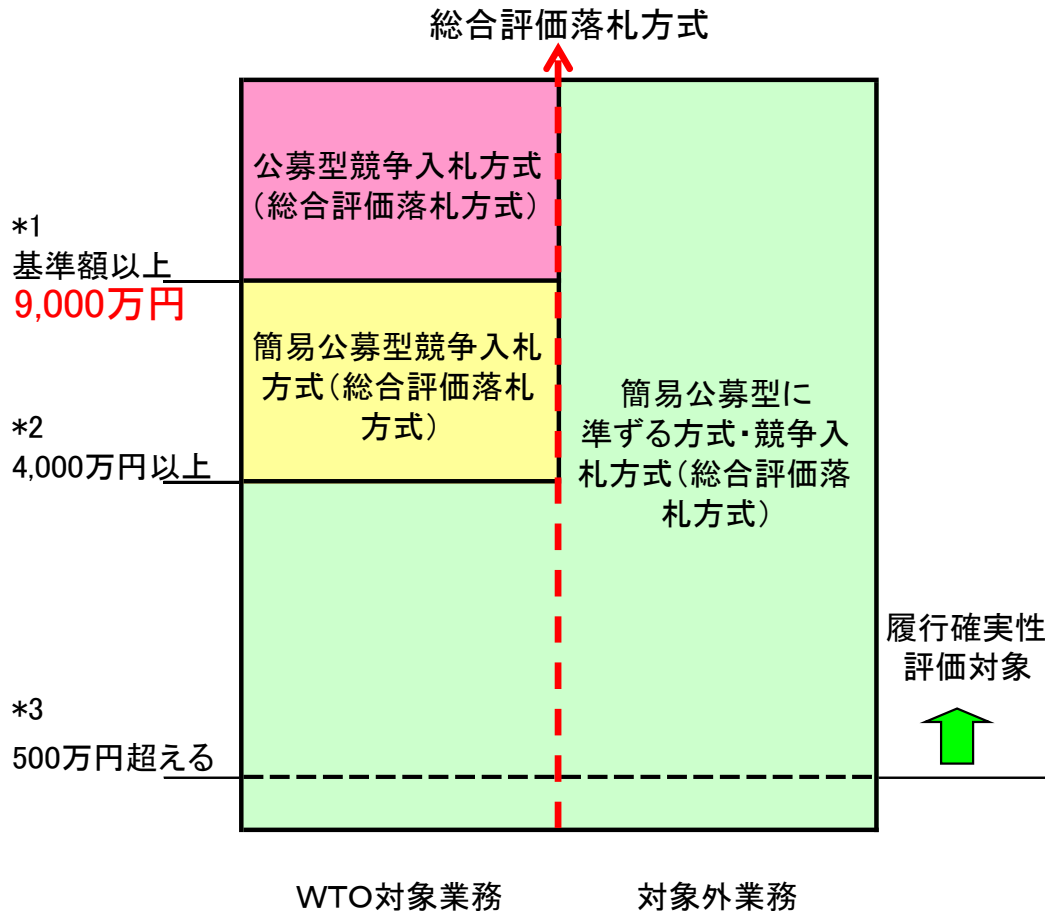 総合評価落札方式
公募型競争入札方式
(総合評価落札方式)
*1
基準額以上
9,000万円
簡易公募型競争入札
方式(総合評価落札
方式)
*2
4,000万円以上
簡易公募型に
準ずる方式・競争入
札方式(総合評価落
札方式)
履行確実性
評価対象
*3
500万円超える
WTO対象業務
対象外業務